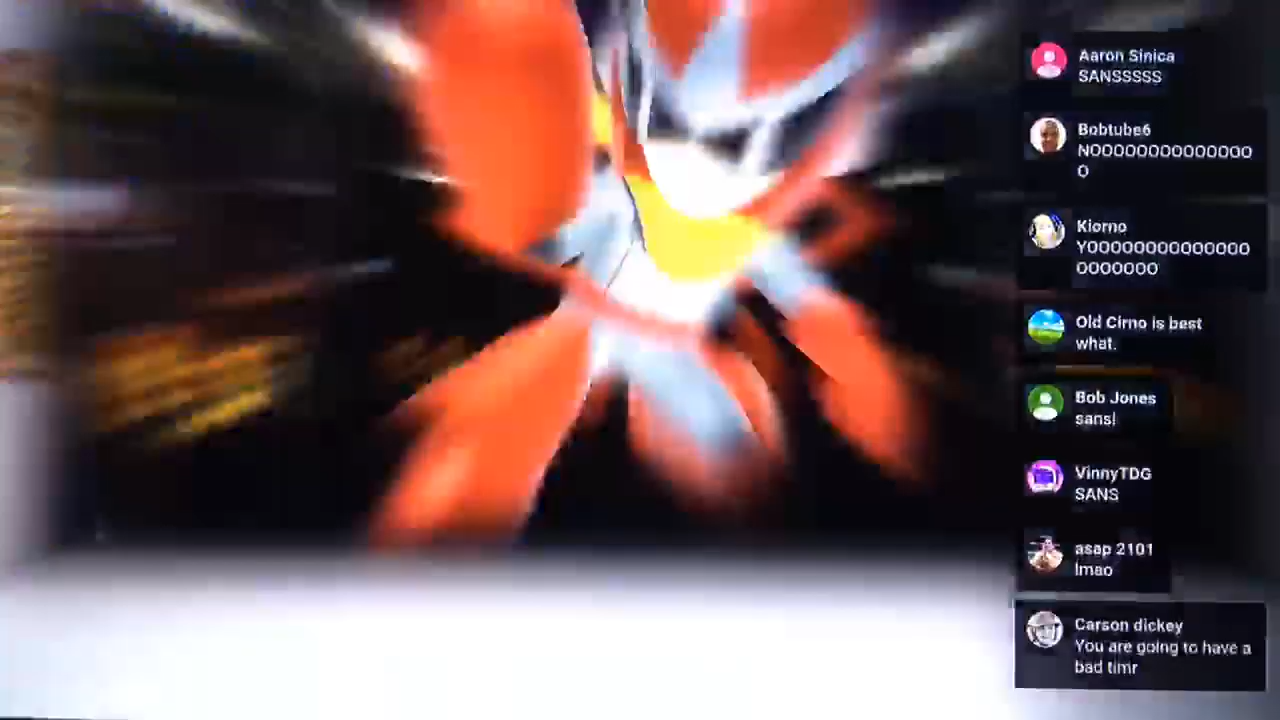 Aaron Sinica
SANSSSSS
Bobtube6
NOOOOOOOOOOOOOOO
O
Kiorno
YOOOOOOOOOOOOOOO
OOOOOOO
Old Cirno is best
what.
Bob Jones
sans!
VinnyTDG
SANS
asap 2101
lmao
Carson dickey
You are going to have a
bad timr